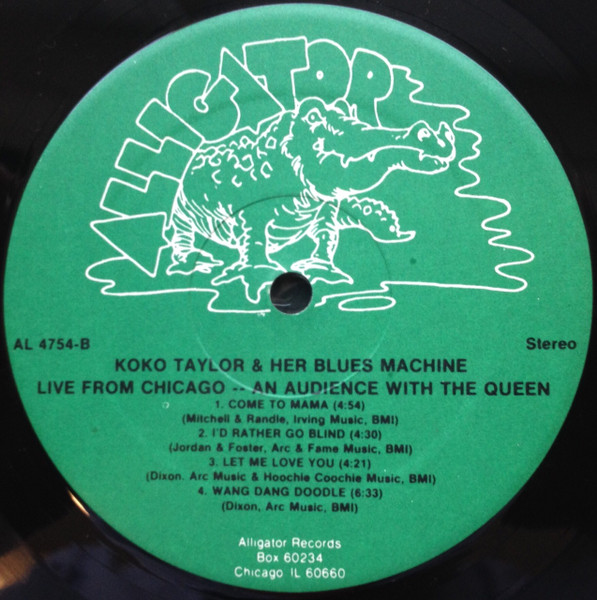 ALLIGATOR
AL 4754-B
Stereo
KOKO TAYLOR & HER BLUES MACHINE
LIVE FROM CHICAGO -- AN AUDIENCE WITH THE QUEEN
1. COME TO MAMA (4:54)
(Mitchell & Randle, Irving Music, BMI)
2. I'D RATHER GO BLIND (4:30)
(Jordan & Foster, Arc & Fame Music, BMI)
3. LET ME LOVE YOU (4:21)
(Dixon. Arc Music & Hoochie Coochie Music, BMI)
4. WANG DANG DOODLE (6:33)
(Dixon, Arc Music, BMI)
Alligator Records
Box 60234
Chicago IL 60660